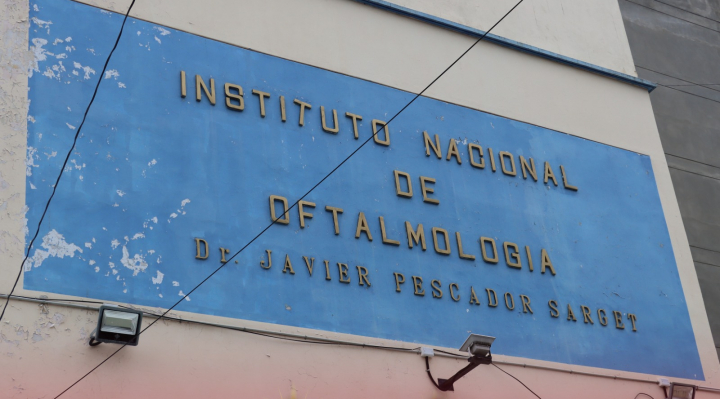 INSTITUTO NACIONAL
DE
OFTALMOLOGIA
Dr. JAVIER PESCADOR SARGET